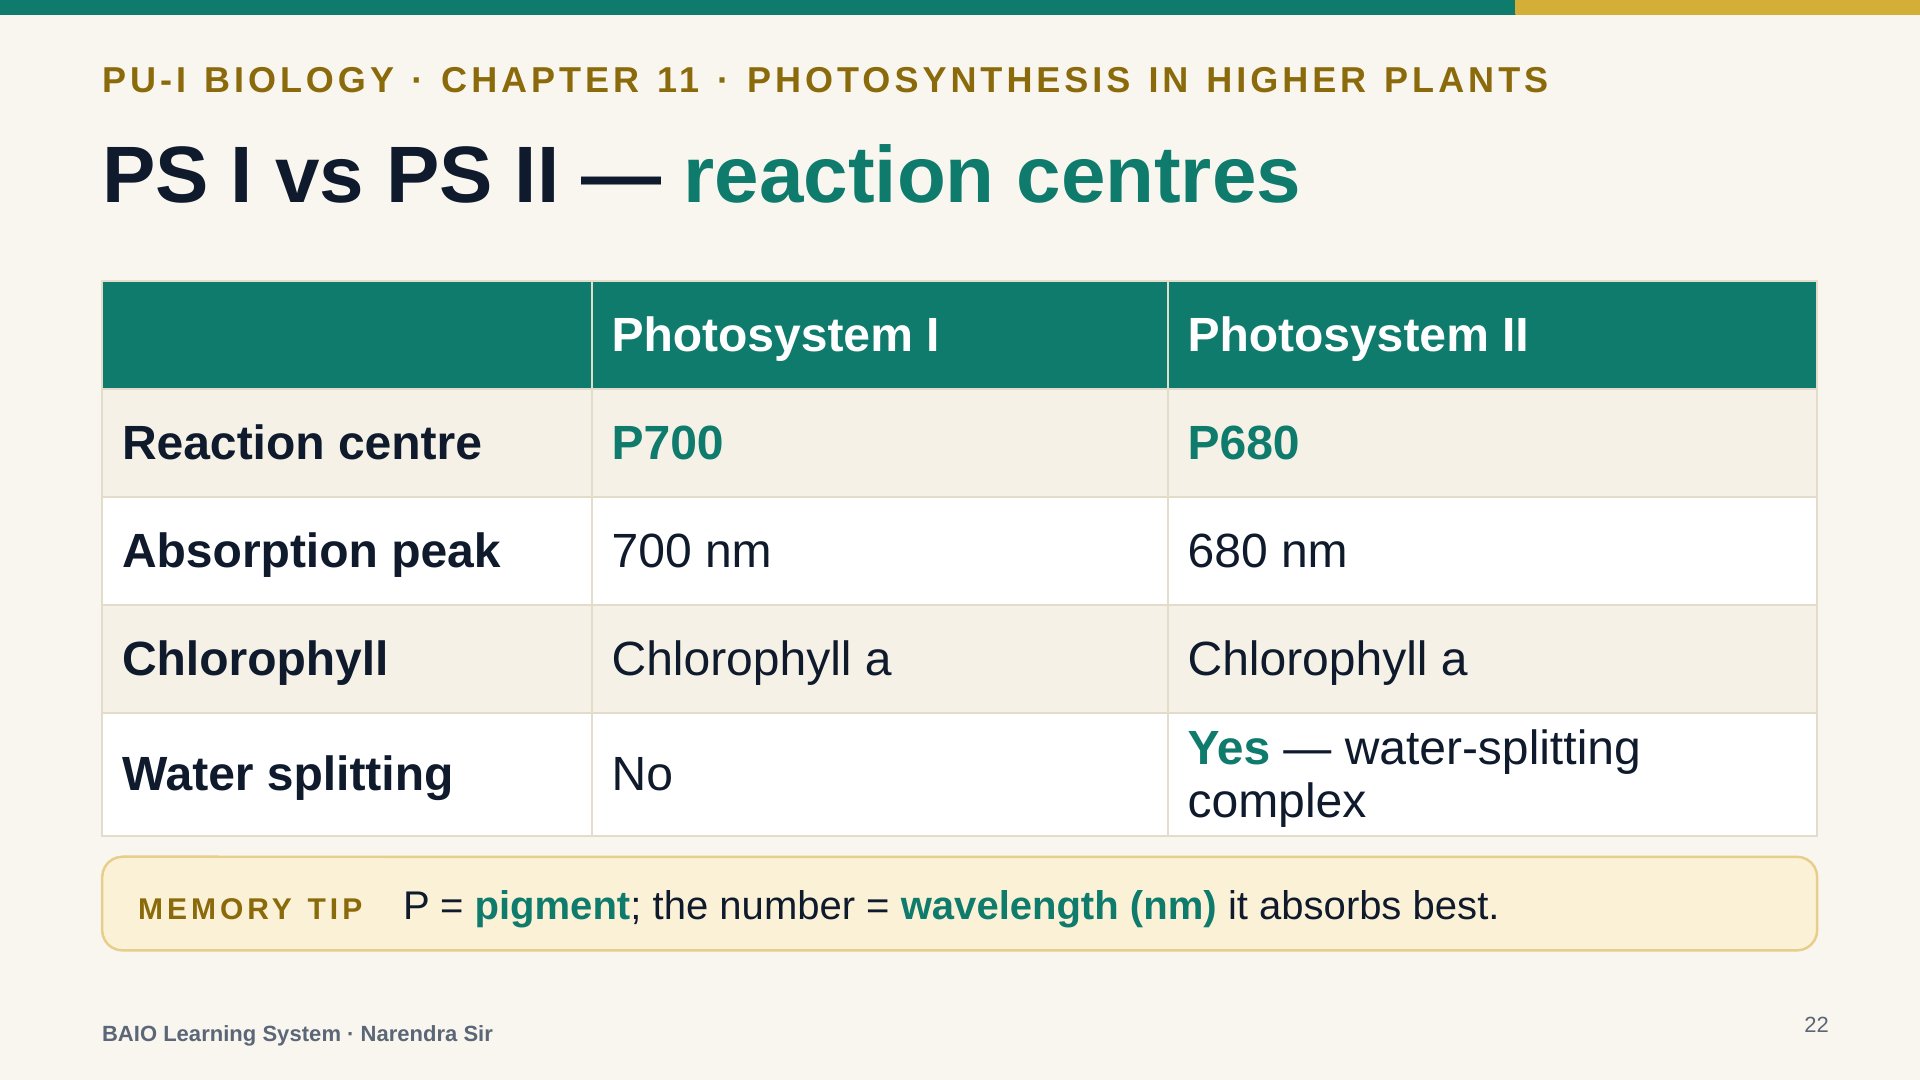 PU-I BIOLOGY · CHAPTER 11 · PHOTOSYNTHESIS IN HIGHER PLANTS
PS I vs PS II — reaction centres
Photosystem I Photosystem II
Reaction centre P700 P680
Absorption peak 700 nm 680 nm
Chlorophyll Chlorophyll a Chlorophyll a
Water splitting No Yes — water-splitting
complex
MEMORY TIP P = pigment; the number = wavelength (nm) it absorbs best.
BAIO Learning System · Narendra Sir
22